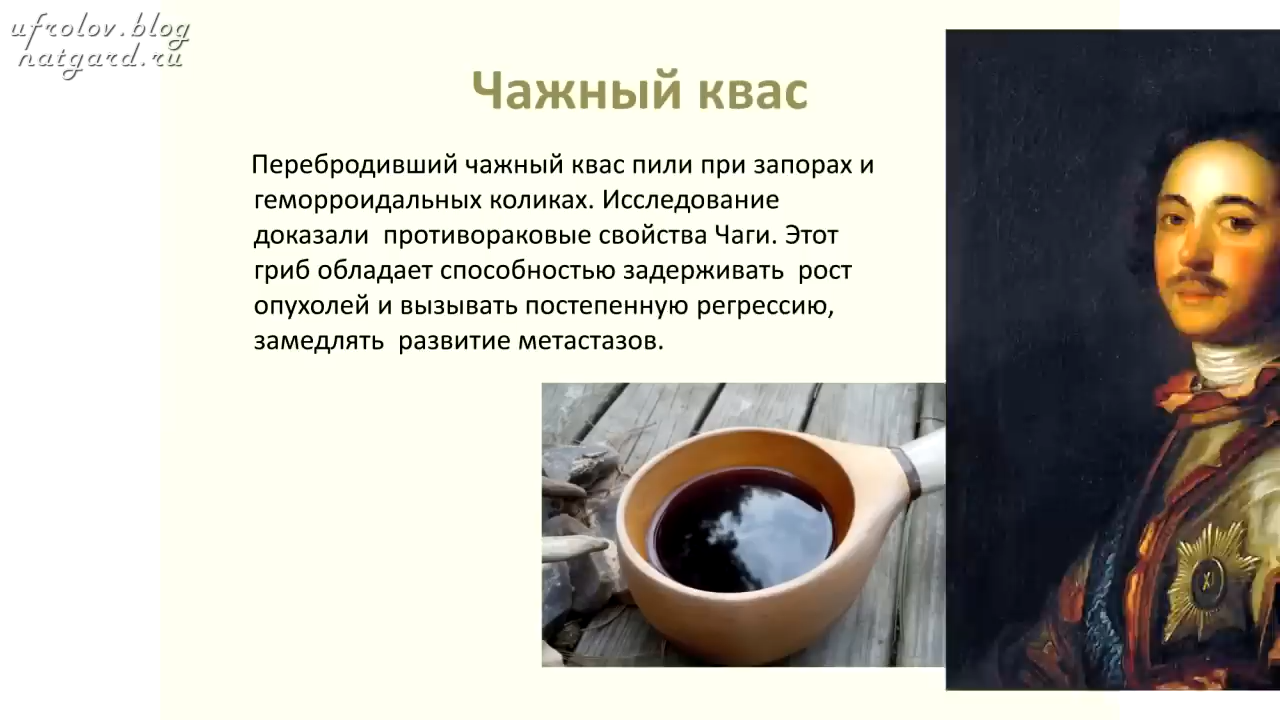 ufrolov.blog
natgard.ru
Чажный квас
Перебродивший чажный квас пили при запорах и
геморроидальных коликах. Исследование
доказали противораковые свойства Чаги. Этот
гриб обладает способностью задерживать рост
опухолей и вызывать постепенную регрессию,
замедлять развитие метастазов.